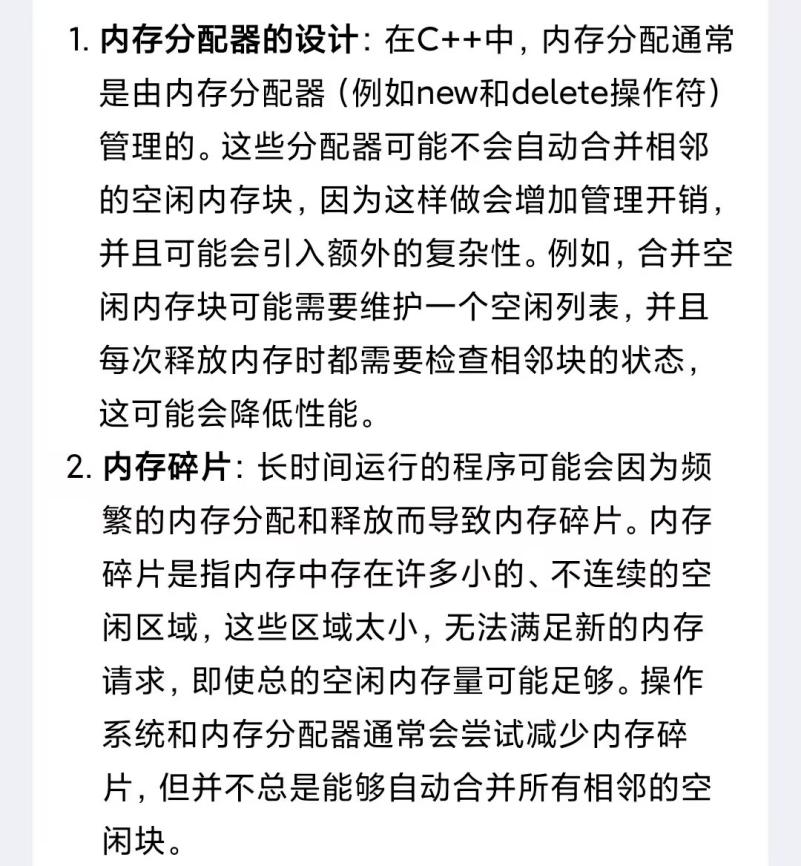 1. 内存分配器的设计：在C++中，内存分配通常
是由内存分配器（例如new和delete操作符）
管理的。这些分配器可能不会自动合并相邻
的空闲内存块，因为这样做会增加管理开销，
并且可能会引入额外的复杂性。例如，合并空
闲内存块可能需要维护一个空闲列表，并且
每次释放内存时都需要检查相邻块的状态，
这可能会降低性能。
2. 内存碎片：长时间运行的程序可能会因为频
繁的内存分配和释放而导致内存碎片。内存
碎片是指内存中存在许多小的、不连续的空
闲区域，这些区域太小，无法满足新的内存
请求，即使总的空闲内存量可能足够。操作
系统和内存分配器通常会尝试减少内存碎
片，但并不总是能够自动合并所有相邻的空
闲块。